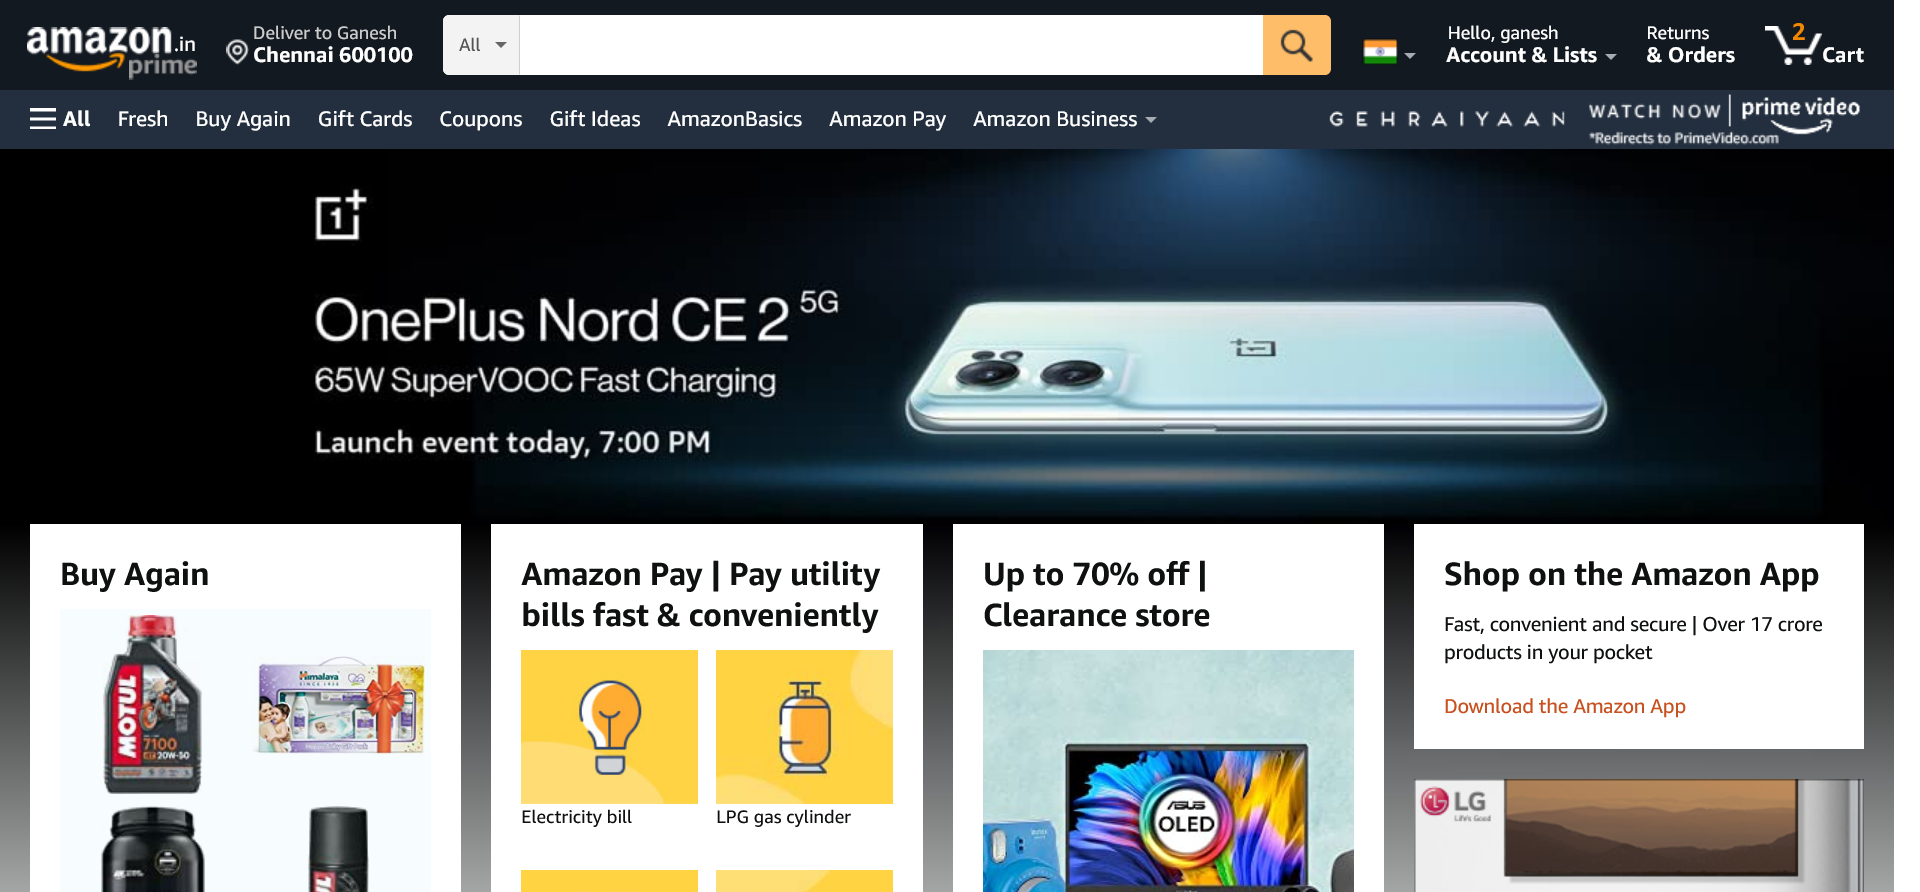 amazon.in
prime
Deliver to Ganesh
Chennai 600100
All
Hello, ganesh
Account & Lists
Returns
& Orders
2
Cart
All
Fresh
Buy Again
Gift Cards
Coupons
Gift Ideas
AmazonBasics
Amazon Pay
Amazon Business
GEHRAIYAAN
WATCH NOW
prime video
*Redirects to PrimeVideo.com
1+
OnePlus Nord CE 2 5G
65W SuperVOOC Fast Charging
Launch event today, 7:00 PM
Buy Again
MOTUL
7100
4T 20W-50
Himalaya
SINCE 1930
Amazon Pay | Pay utility
bills fast & conveniently
Electricity bill
LPG gas cylinder
Up to 70% off |
Clearance store
ASUS
OLED
Shop on the Amazon App
Fast, convenient and secure | Over 17 crore
products in your pocket
Download the Amazon App
LG
Life's Good